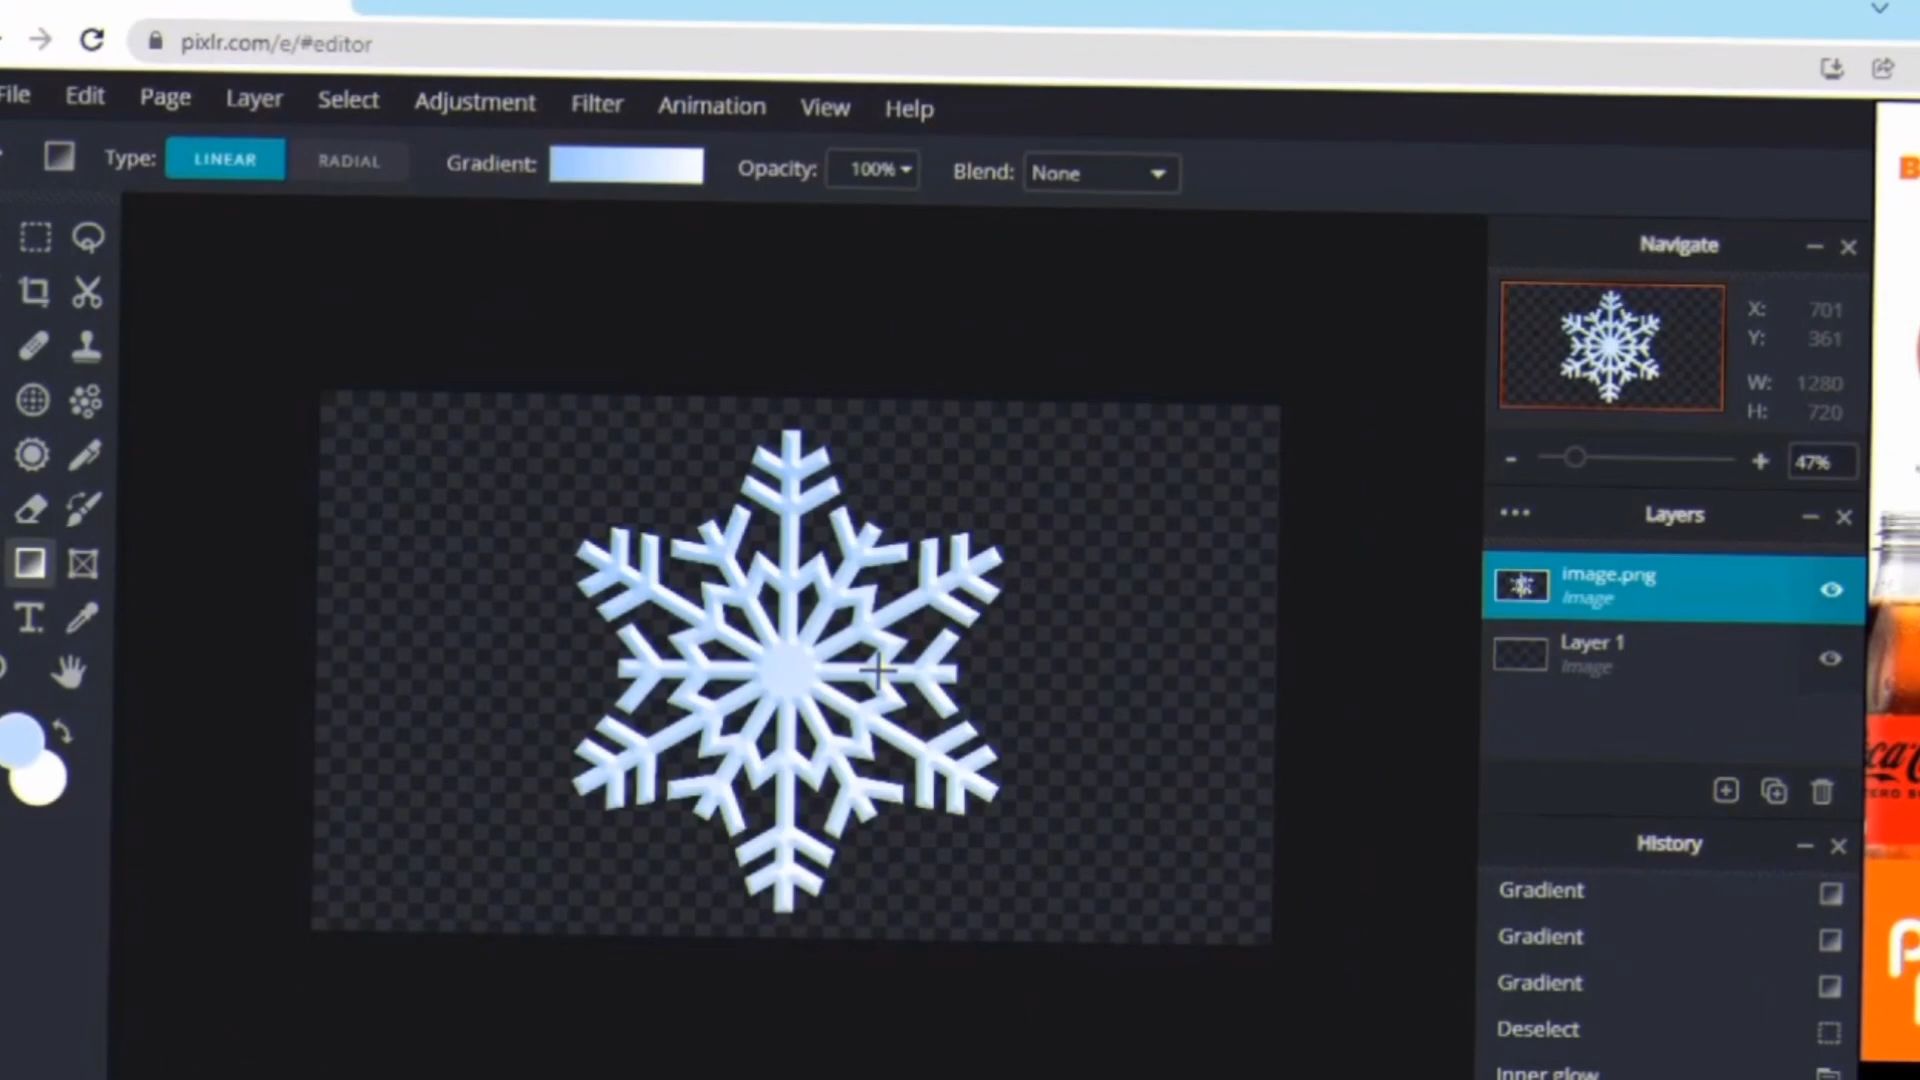 pixlr.com/e/#editor
File Edit Page Layer Select Adjustment Filter Animation View Help
Type: LINEAR RADIAL Gradient: Opacity: 100% Blend: None
Navigate
X: 701
Y: 361
W: 1280
H: 720
47%
Layers
image.png
Image
Layer 1
Image
History
Gradient
Gradient
Gradient
Deselect
Inner glow